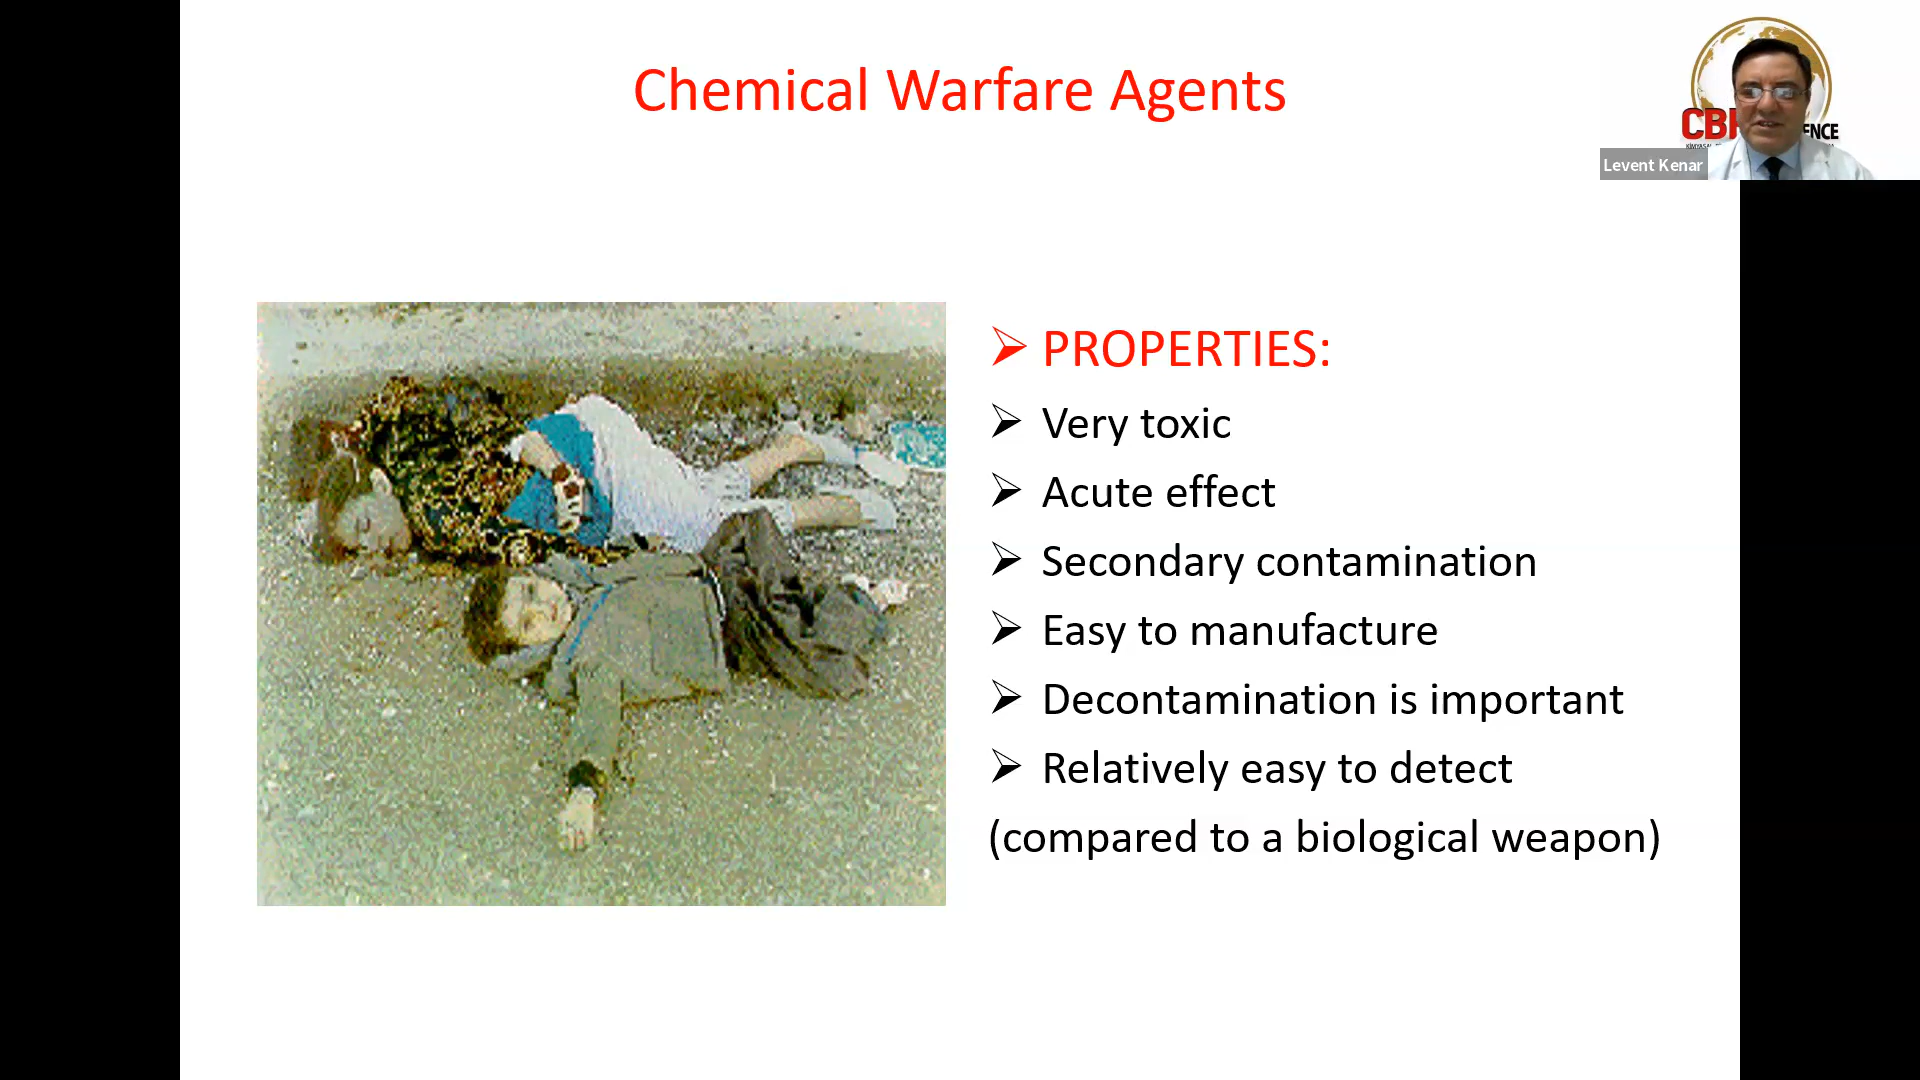 Chemical Warfare Agents
Levent Kenar
PROPERTIES:
Very toxic
Acute effect
Secondary contamination
Easy to manufacture
Decontamination is important
Relatively easy to detect
(compared to a biological weapon)